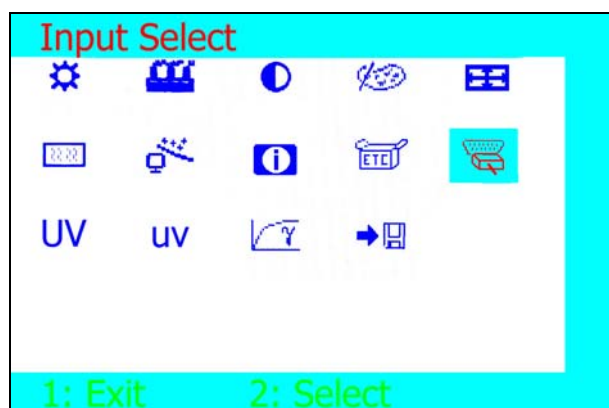 Input Select
i
ETC
UV uv γ
1: Exit 2: Select